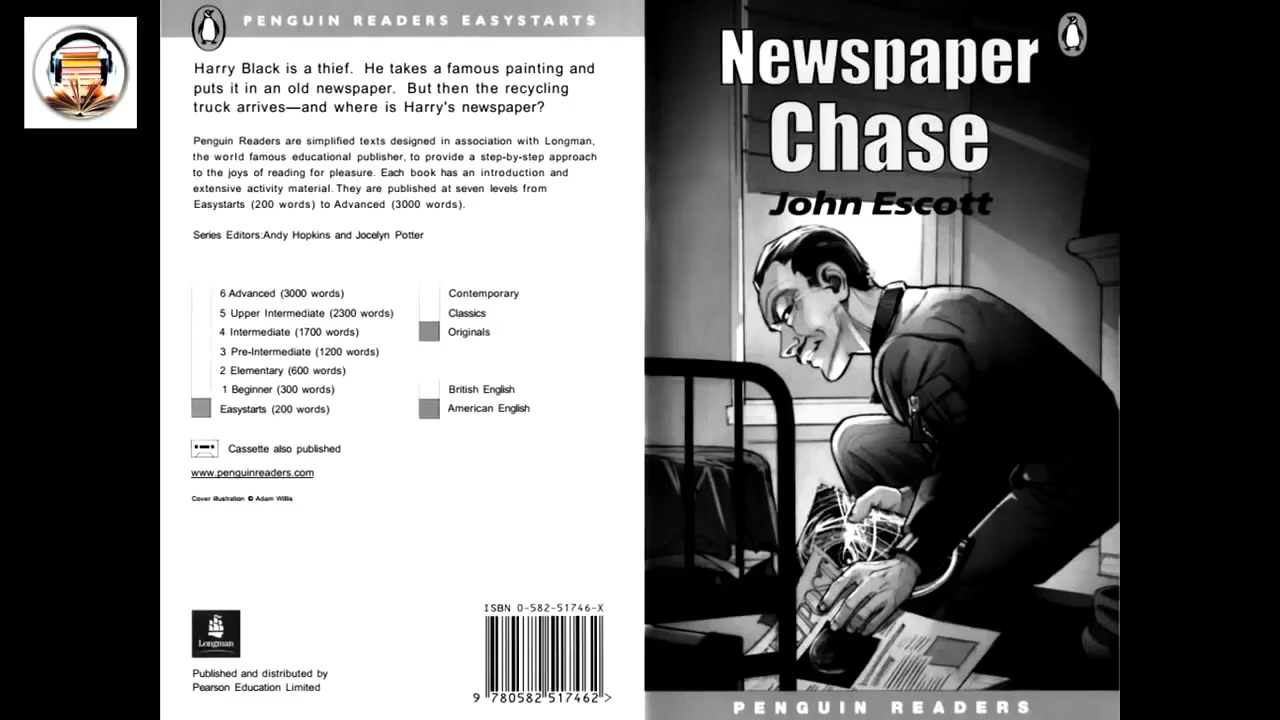 PENGUIN READERS EASYSTARTS
Harry Black is a thief. He takes a famous painting and
puts it in an old newspaper. But then the recycling
truck arrives—and where is Harry's newspaper?
Penguin Readers are simplified texts designed in association with Longman,
the world famous educational publisher, to provide a step-by-step approach
to the joys of reading for pleasure. Each book has an introduction and
extensive activity material. They are published at seven levels from
Easystarts (200 words) to Advanced (3000 words).
Series Editors:Andy Hopkins and Jocelyn Potter
6 Advanced (3000 words)
5 Upper Intermediate (2300 words)
4 Intermediate (1700 words)
3 Pre-Intermediate (1200 words)
2 Elementary (600 words)
1 Beginner (300 words)
Easystarts (200 words)
Contemporary
Classics
Originals
British English
American English
Cassette also published
www.penguinreaders.com
Cover illustration © Adam Willis
Longman
Published and distributed by
Pearson Education Limited
ISBN 0-582-51746-X
9 780582 517462 >
Newspaper
Chase
John Escott
PENGUIN READERS